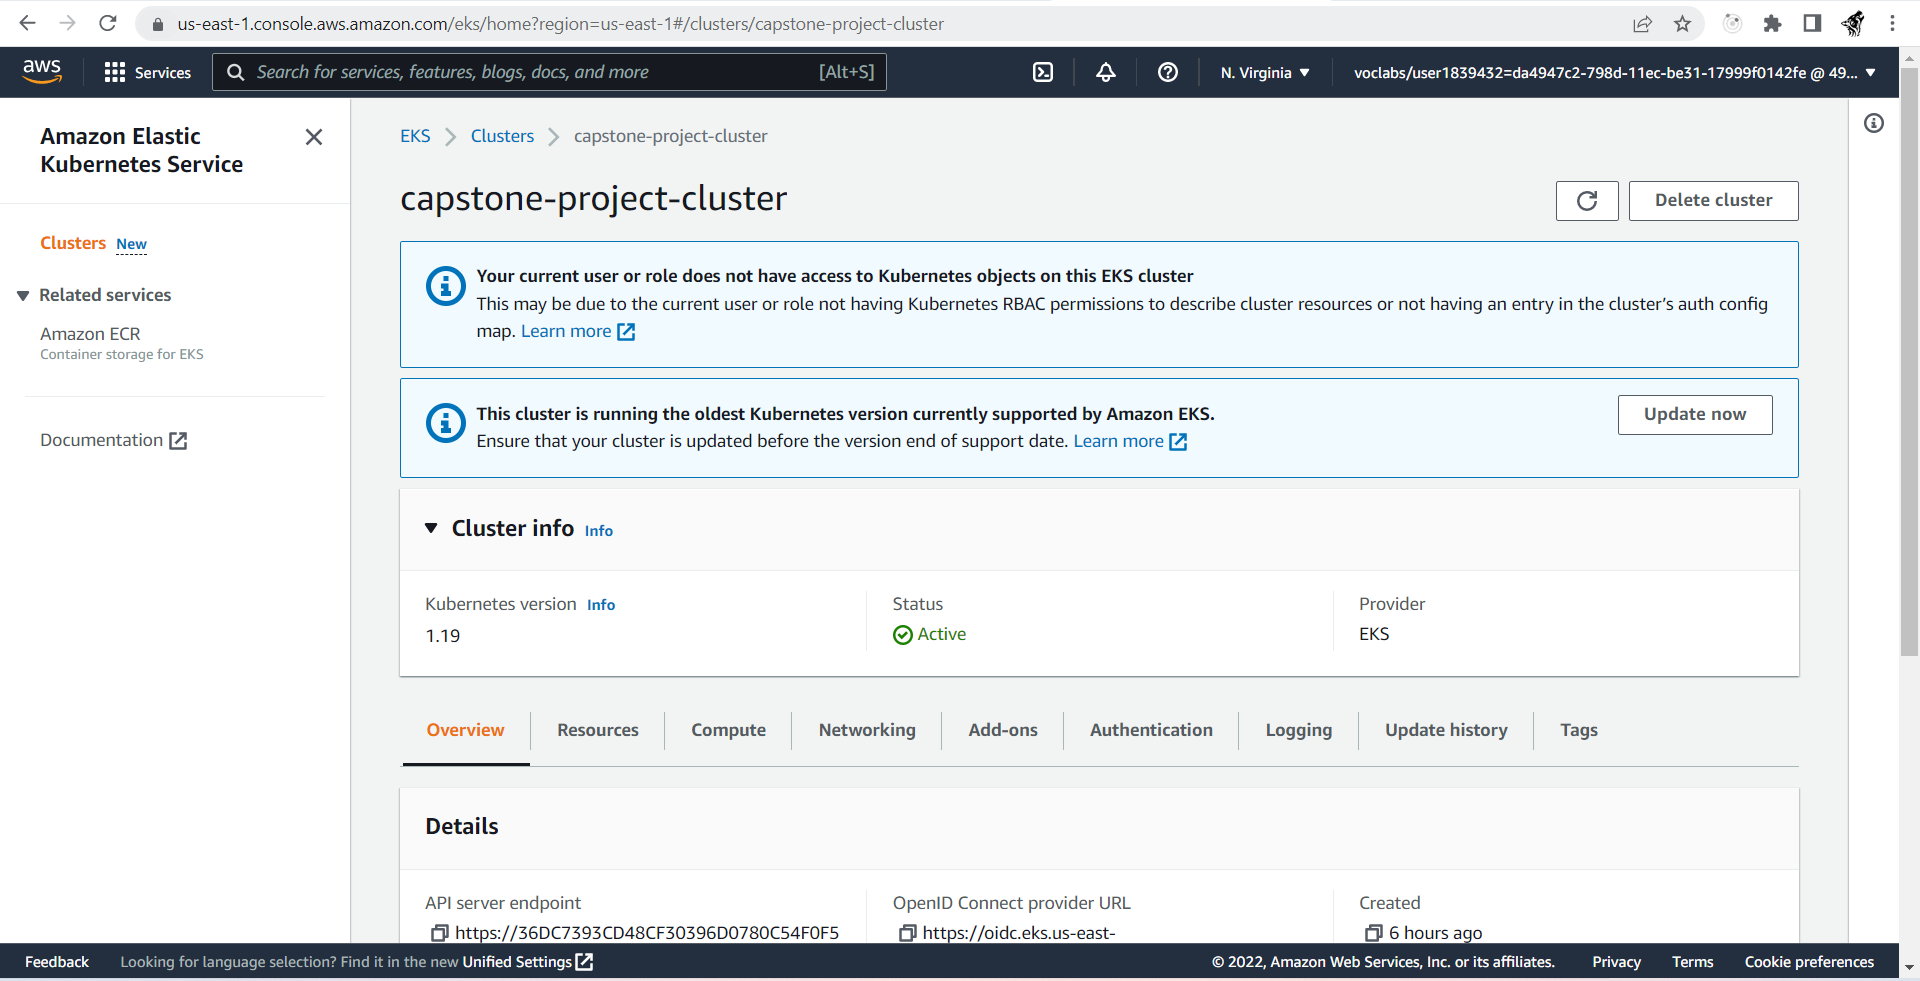 us-east-1.console.aws.amazon.com/eks/home?region=us-east-1#/clusters/capstone-project-cluster
aws
Services
Search for services, features, blogs, docs, and more
[Alt+S]
N. Virginia
voclabs/user1839432=da4947c2-798d-11ec-be31-17999f0142fe @ 49...
Amazon Elastic
Kubernetes Service
Clusters New
Related services
Amazon ECR
Container storage for EKS
Documentation
EKS
Clusters
capstone-project-cluster
capstone-project-cluster
Delete cluster
Your current user or role does not have access to Kubernetes objects on this EKS cluster
This may be due to the current user or role not having Kubernetes RBAC permissions to describe cluster resources or not having an entry in the cluster’s auth config
map. Learn more
This cluster is running the oldest Kubernetes version currently supported by Amazon EKS.
Ensure that your cluster is updated before the version end of support date. Learn more
Update now
Cluster info Info
Kubernetes version Info
1.19
Status
Active
Provider
EKS
Overview
Resources
Compute
Networking
Add-ons
Authentication
Logging
Update history
Tags
Details
API server endpoint
https://36DC7393CD48CF30396D0780C54F0F5
OpenID Connect provider URL
https://oidc.eks.us-east-
Created
6 hours ago
Feedback
Looking for language selection? Find it in the new Unified Settings
© 2022, Amazon Web Services, Inc. or its affiliates.
Privacy
Terms
Cookie preferences